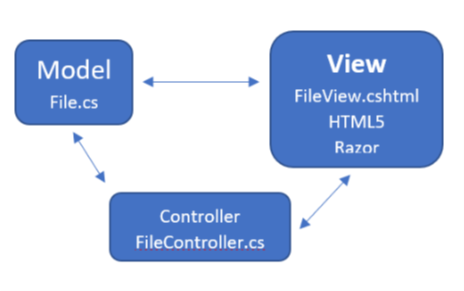 Model
File.cs
View
FileView.cshtml
HTML5
Razor
Controller
FileController.cs